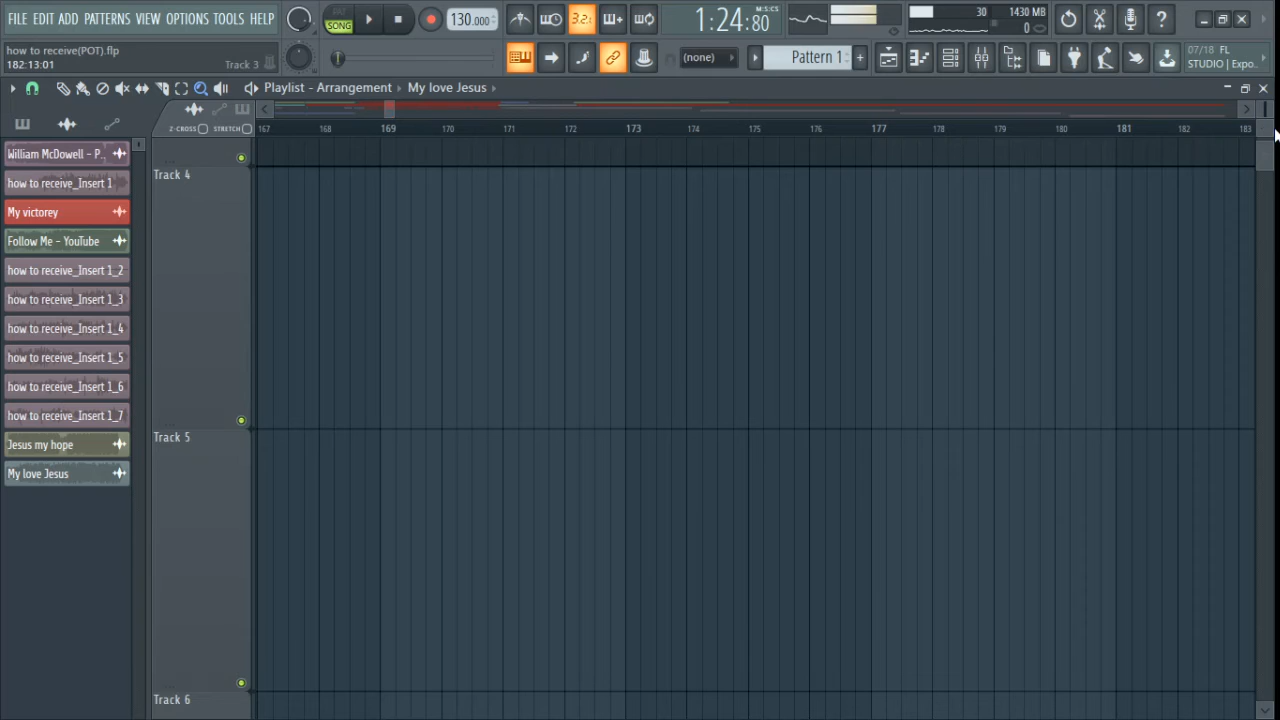 FILE EDIT ADD PATTERNS VIEW OPTIONS TOOLS HELP
PAT
SONG
130.000
3.2.
1:24:80
M:S:CS
30
1430 MB
0
how to receive(POT).flp
182:13:01
Track 3
(none)
Pattern 1
07/18 FL
STUDIO | Expo..
Playlist - Arrangement › My love Jesus ›
Z-CROSS
STRETCH
167 168 169 170 171 172 173 174 175 176 177 178 179 180 181 182 183
William McDowell - P..
how to receive_Insert 1
My victorey
Follow Me - YouTube
how to receive_Insert 1_2
how to receive_Insert 1_3
how to receive_Insert 1_4
how to receive_Insert 1_5
how to receive_Insert 1_6
how to receive_Insert 1_7
Jesus my hope
My love Jesus
...
Track 4
...
Track 5
...
Track 6